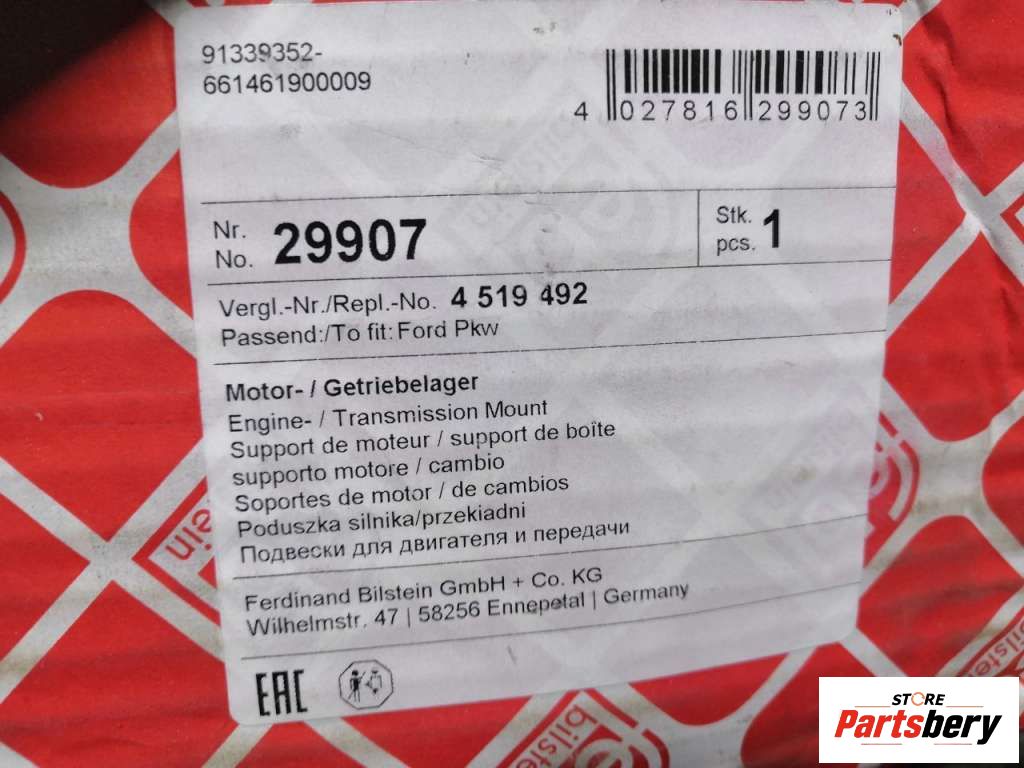 91339352-
661461900009
4 027816 299073
Nr.
No. 29907
Stk.
pcs. 1
Vergl.-Nr./Repl.-No. 4 519 492
Passend:/To fit: Ford Pkw
Motor- / Getriebelager
Engine- / Transmission Mount
Support de moteur / support de boîte
supporto motore / cambio
Soportes de motor / de cambios
Poduszka silnika/przekiadni
Подвески для двигателя и передачи
Ferdinand Bilstein GmbH + Co. KG
Wilhelmstr. 47 | 58256 Ennepetal | Germany
EAC
bilstein
bilstein
STORE
Partsbery